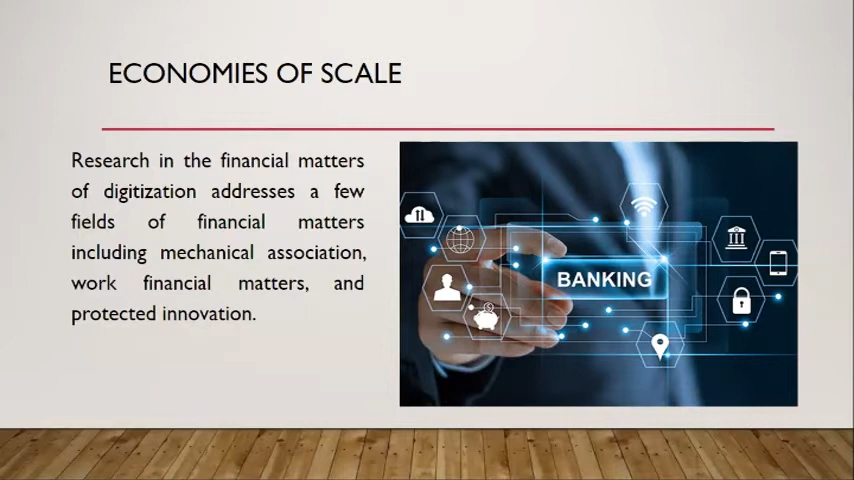 ECONOMIES OF SCALE
Research in the financial matters
of digitization addresses a few
fields of financial matters
including mechanical association,
work financial matters, and
protected innovation.
BANKING